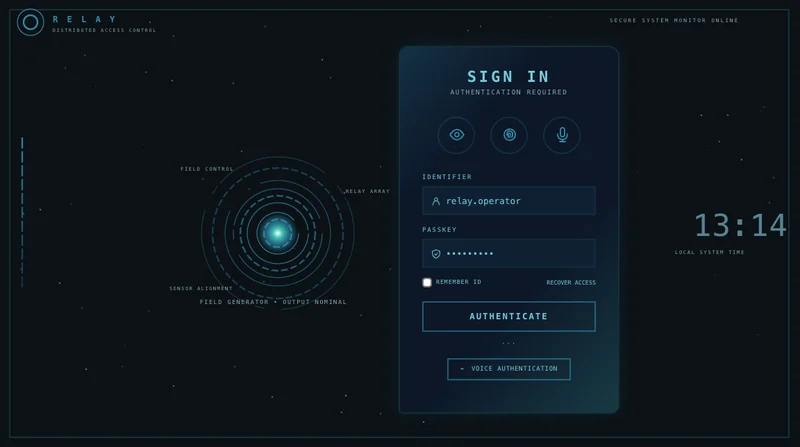 RELAY
DISTRIBUTED ACCESS CONTROL
SECURE SYSTEM MONITOR ONLINE
SIGN IN
AUTHENTICATION REQUIRED
FIELD CONTROL
RELAY ARRAY
SENSOR ALIGNMENT
FIELD GENERATOR • OUTPUT NOMINAL
IDENTIFIER
relay.operator
PASSKEY
•••••••••
REMEMBER ID
RECOVER ACCESS
AUTHENTICATE
...
VOICE AUTHENTICATION
13:14
LOCAL SYSTEM TIME